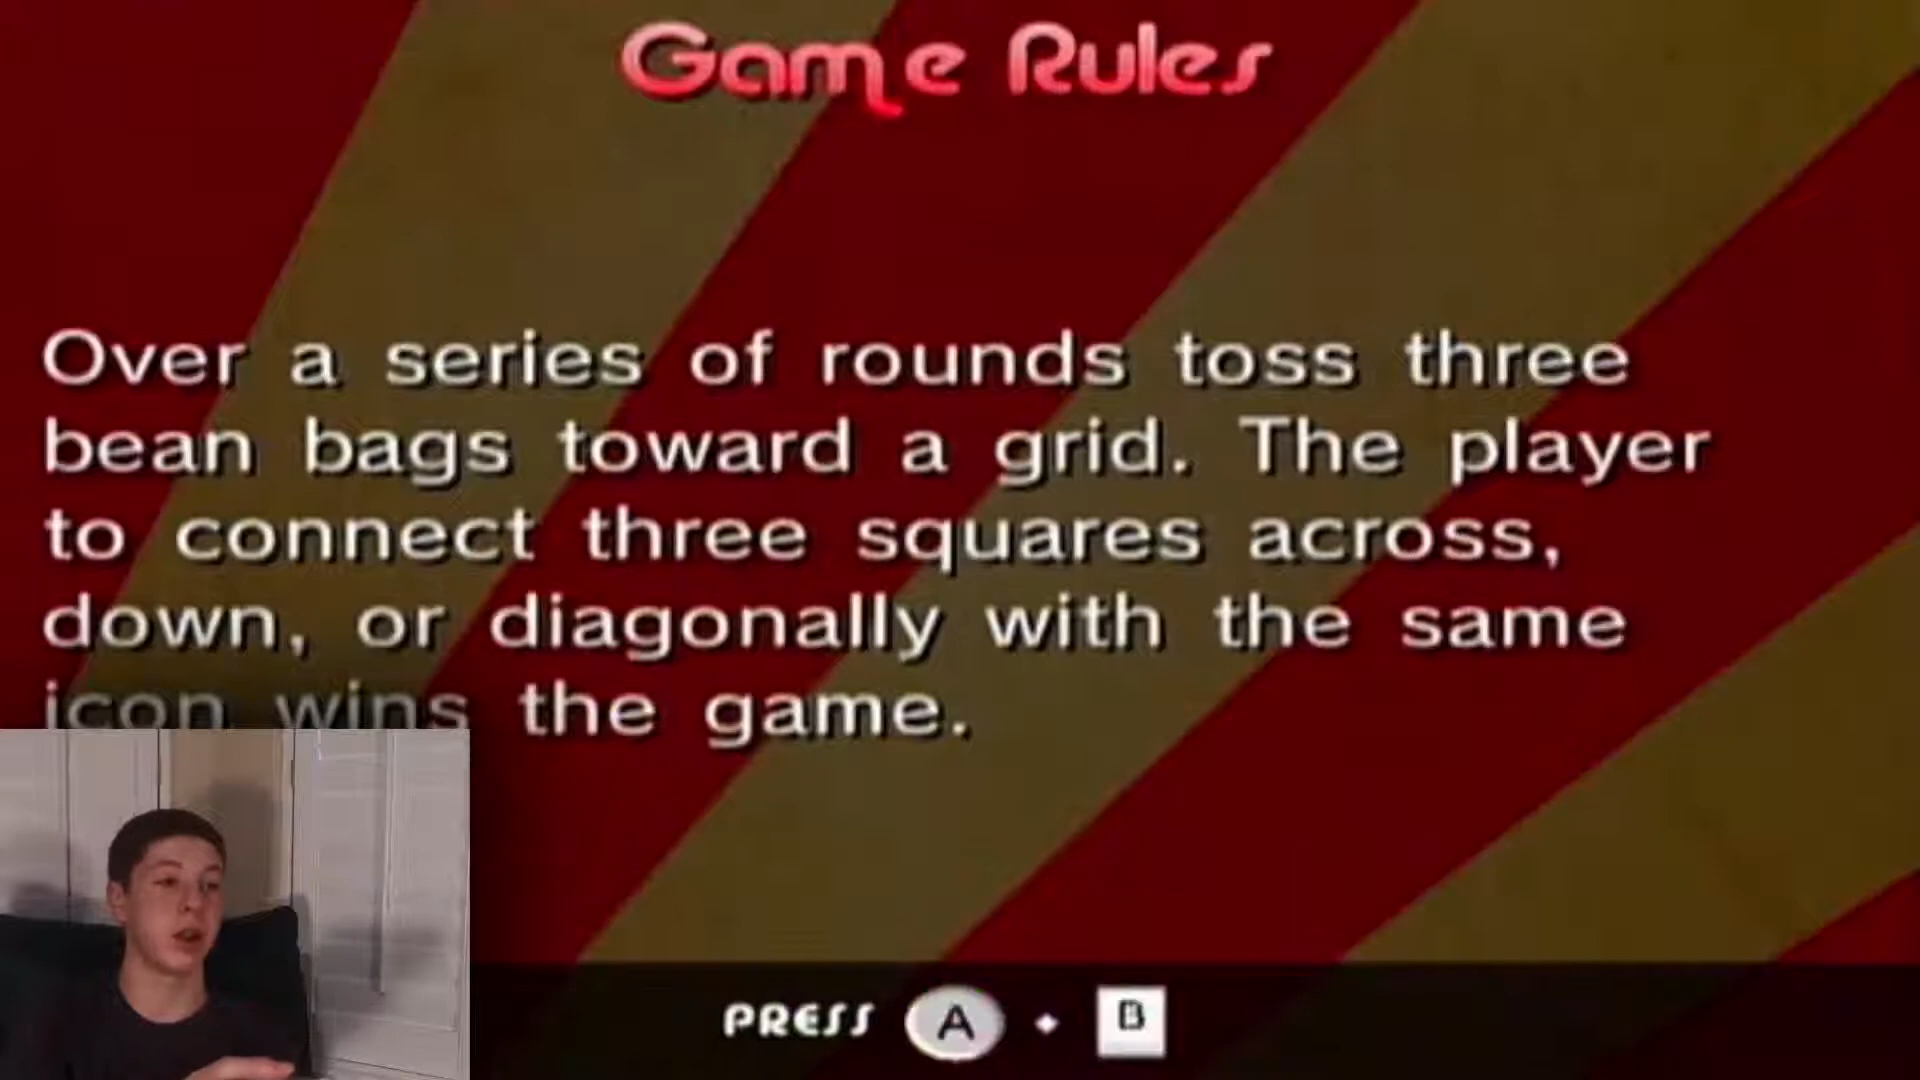 Game Rules
Over a series of rounds toss three
bean bags toward a grid. The player
to connect three squares across,
down, or diagonally with the same
icon wins the game.
PRESS A + B